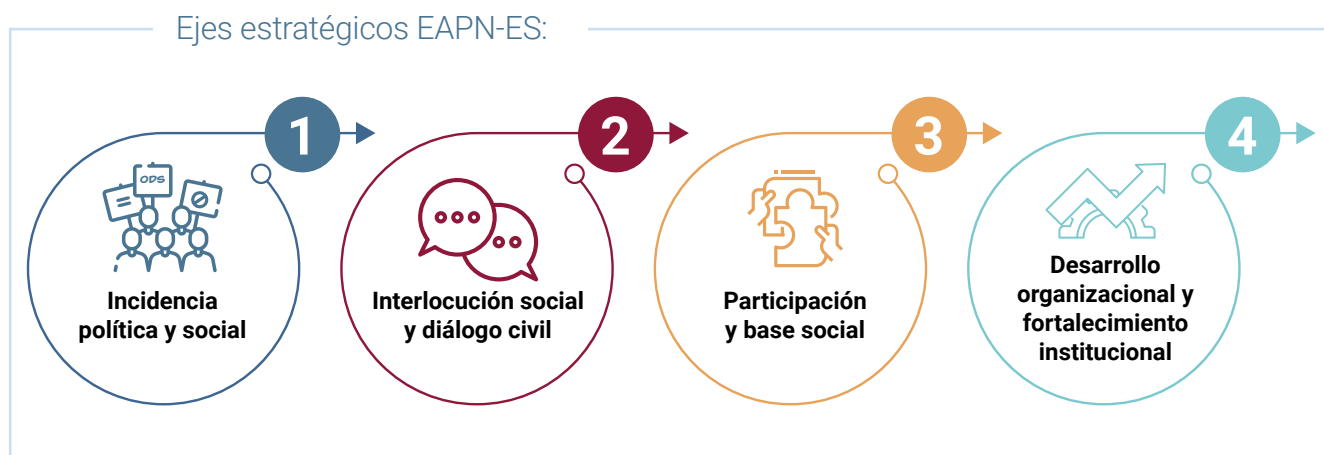 Ejes estratégicos EAPN-ES:
1
ODS
Incidencia
política y social
2
Interlocución social
y diálogo civil
3
Participación
y base social
4
Desarrollo
organizacional y
fortalecimiento
institucional